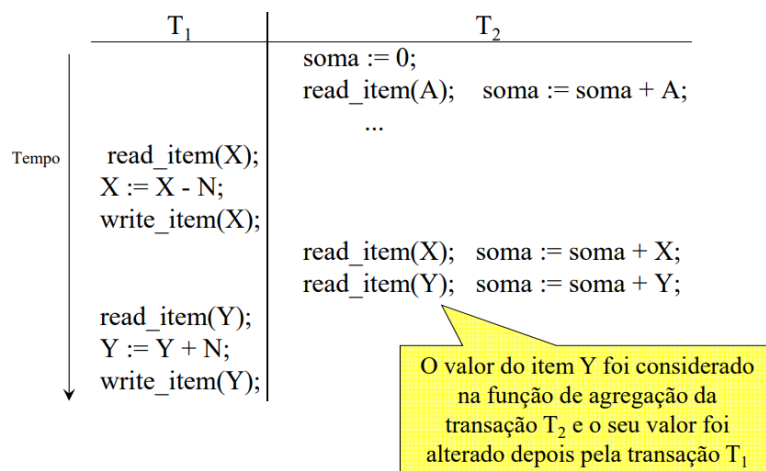 T1 T2
soma := 0;
read_item(A); soma := soma + A;
...
Tempo read_item(X);
X := X - N;
write_item(X);
read_item(X); soma := soma + X;
read_item(Y); soma := soma + Y;
read_item(Y);
Y := Y + N;
write_item(Y);
O valor do item Y foi considerado
na função de agregação da
transação T2 e o seu valor foi
alterado depois pela transação T1